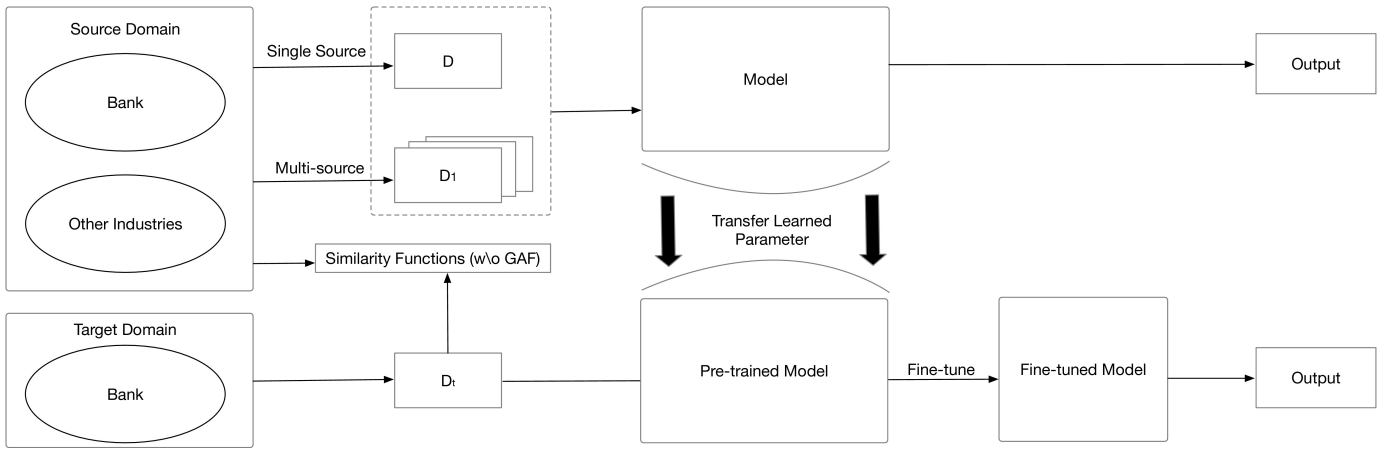 Source Domain
Bank
Other Industries
Single Source
Multi-source
D
D1
Similarity Functions (w\o GAF)
Model
Output
Transfer Learned
Parameter
Target Domain
Bank
Dt
Pre-trained Model
Fine-tune
Fine-tuned Model
Output